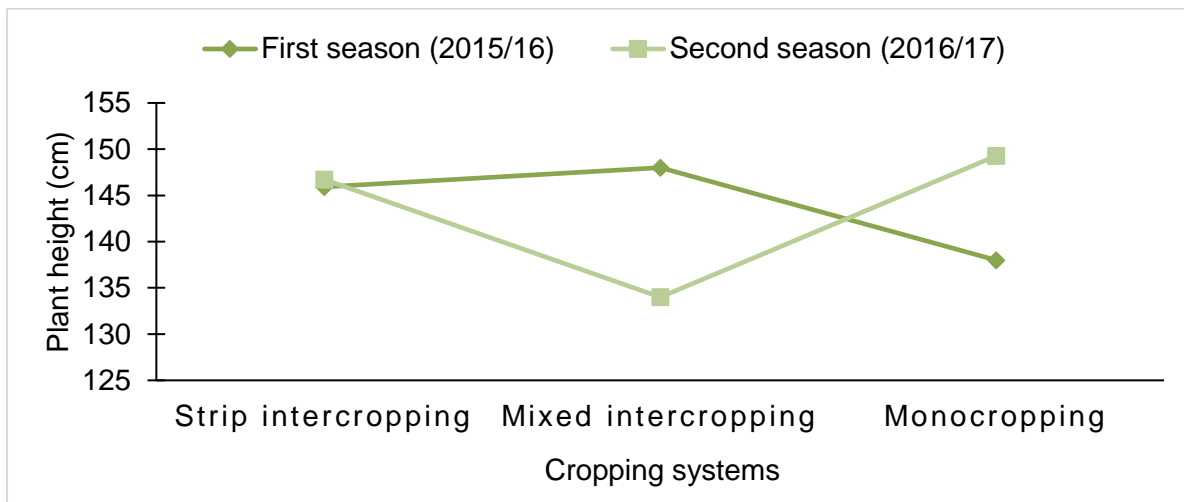 First season (2015/16) Second season (2016/17)
Plant height (cm)
155
150
145
140
135
130
125
Strip intercropping Mixed intercropping Monocropping
Cropping systems